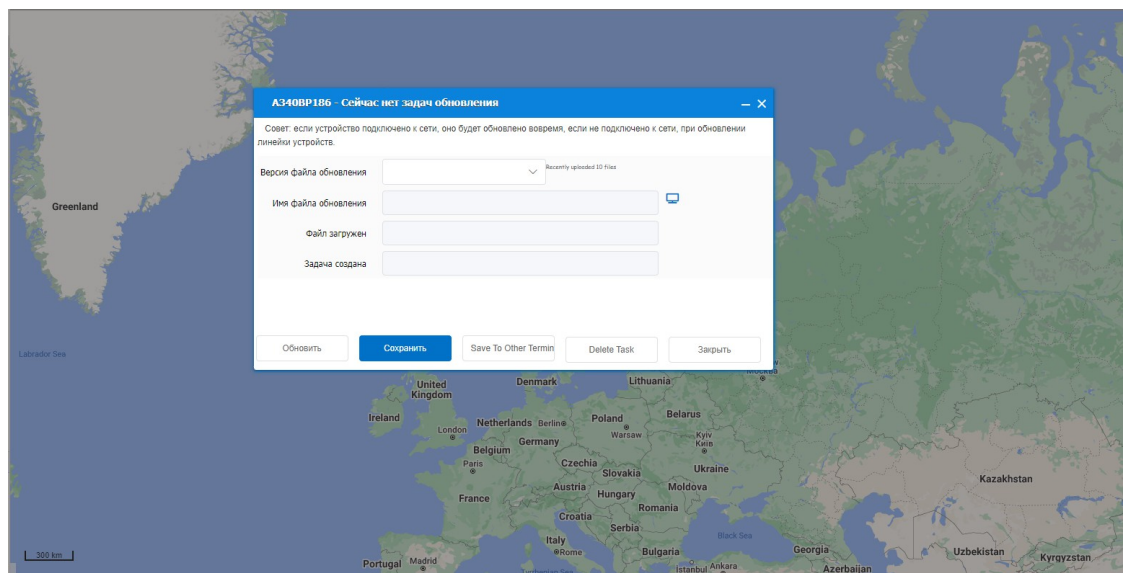 A340BP186 - Сейчас нет задач обновления
Совет: если устройство подключено к сети, оно будет обновлено вовремя, если не подключено к сети, при обновлении
линейки устройств.
Версия файла обновления
Recently uploaded 10 files
Имя файла обновления
Файл загружен
Задача создана
Обновить
Сохранить
Save To Other Termin
Delete Task
Закрыть
Greenland
Labrador Sea
United
Kingdom
Denmark
Lithuania
Ireland
London
Netherlands
Berlin
Poland
Warsaw
Belarus
Belgium
Germany
Kyiv
Київ
Paris
Czechia
Slovakia
Ukraine
Kazakhstan
France
Austria
Hungary
Moldova
Croatia
Romania
Serbia
Italy
Rome
Bulgaria
Black Sea
Georgia
Uzbekistan
Kyrgyzstan
300 km
Portugal
Madrid
Istanbul
Ankara
Azerbaijan